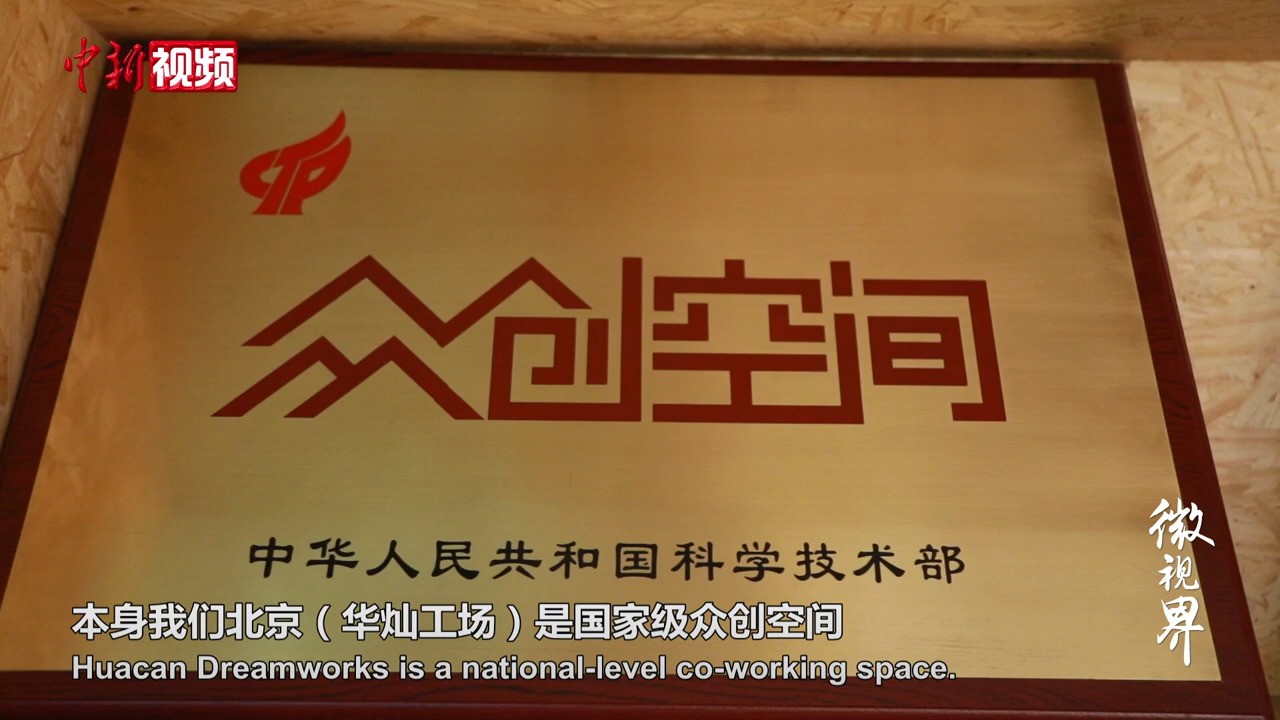 中新视频
众创空间
中华人民共和国科学技术部
微视界
本身我们北京（华灿工场）是国家级众创空间
Huacan Dreamworks is a national-level co-working space.